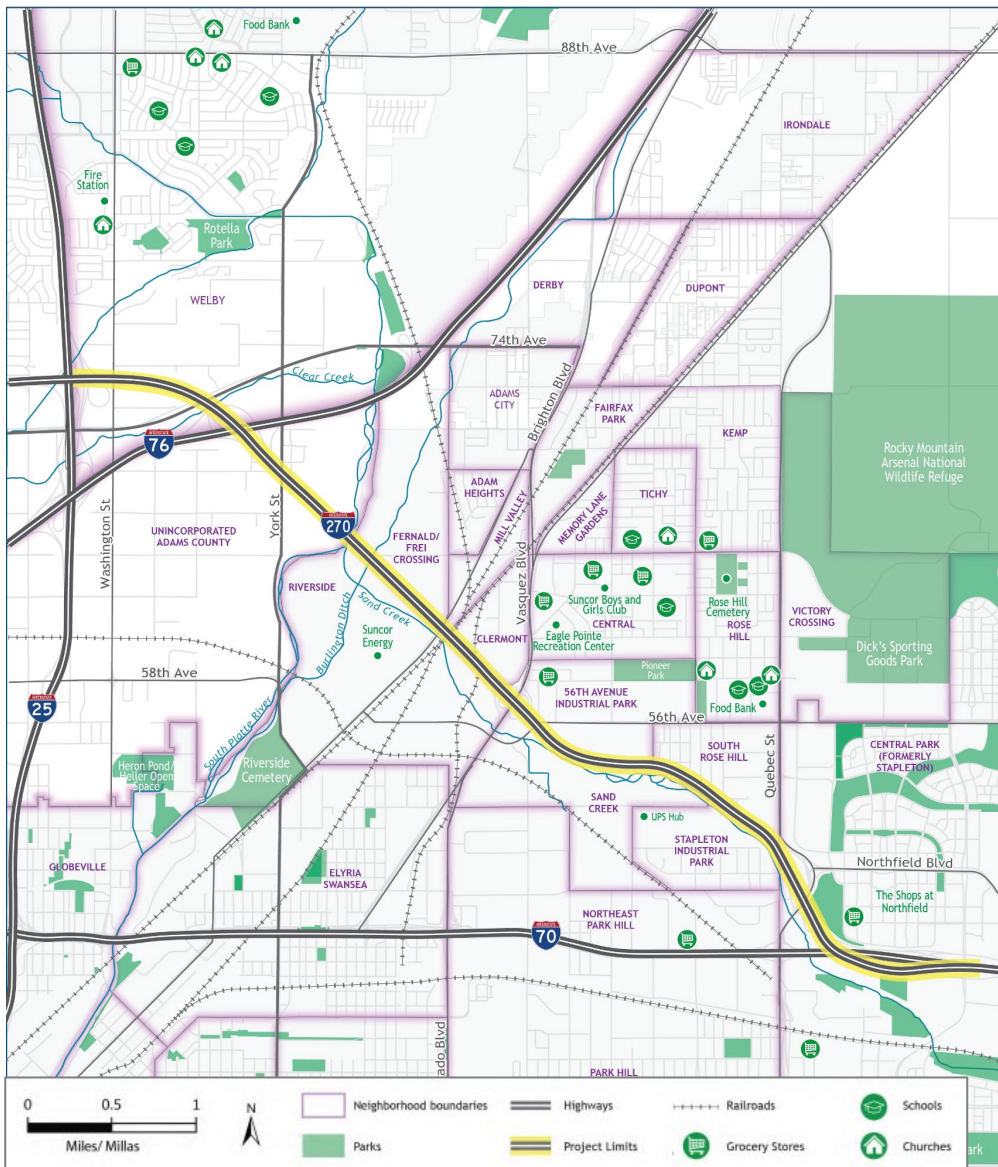 Food Bank
88th Ave
IRONDALE
Fire
Station
Rotella
Park
WELBY
DERBY
DUPONT
74th Ave
Clear Creek
ADAMS
CITY
Brighton Blvd
FAIRFAX
PARK
KEMP
Rocky Mountain
Arsenal National
Wildlife Refuge
INTERSTATE
76
ADAM
HEIGHTS
MILL VALLEY
MEMORY LANE
GARDENS
TICHY
Washington St
York St
UNINCORPORATED
ADAMS COUNTY
INTERSTATE
270
FERNALD/
FREI
CROSSING
Vasquez Blvd
RIVERSIDE
Burlington Ditch
Sand Creek
Suncor Boys and
Girls Club
CENTRAL
Rose Hill
Cemetery
ROSE
HILL
VICTORY
CROSSING
Suncor
Energy
CLERMONT
Eagle Pointe
Recreation Center
Dick's Sporting
Goods Park
58th Ave
Pioneer
Park
56TH AVENUE
INDUSTRIAL PARK
Food Bank
56th Ave
INTERSTATE
25
South Platte River
Heron Pond/
Heller Open
Space
Riverside
Cemetery
SOUTH
ROSE HILL
Quebec St
CENTRAL PARK
(FORMERLY
STAPLETON)
SAND
CREEK
UPS Hub
STAPLETON
INDUSTRIAL
PARK
Northfield Blvd
GLOBEVILLE
ELYRIA
SWANSEA
The Shops at
Northfield
NORTHEAST
PARK HILL
INTERSTATE
70
ado Blvd
PARK HILL
ark
0 0.5 1
Miles/ Millas
N
Neighborhood boundaries
Highways
Railroads
Schools
Parks
Project Limits
Grocery Stores
Churches